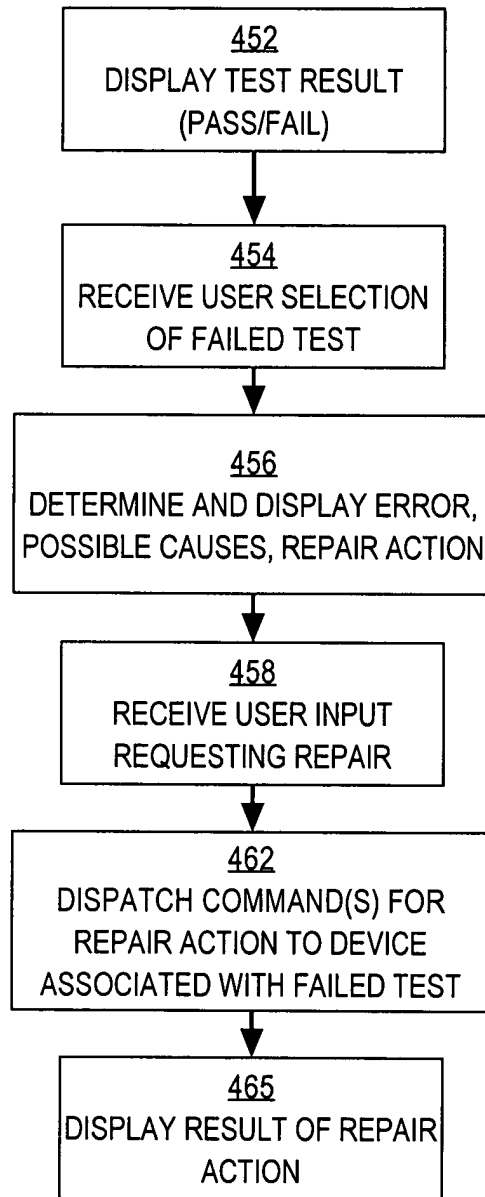 452
DISPLAY TEST RESULT
(PASS/FAIL)
454
RECEIVE USER SELECTION
OF FAILED TEST
456
DETERMINE AND DISPLAY ERROR,
POSSIBLE CAUSES, REPAIR ACTION
458
RECEIVE USER INPUT
REQUESTING REPAIR
462
DISPATCH COMMAND(S) FOR
REPAIR ACTION TO DEVICE
ASSOCIATED WITH FAILED TEST
465
DISPLAY RESULT OF REPAIR
ACTION